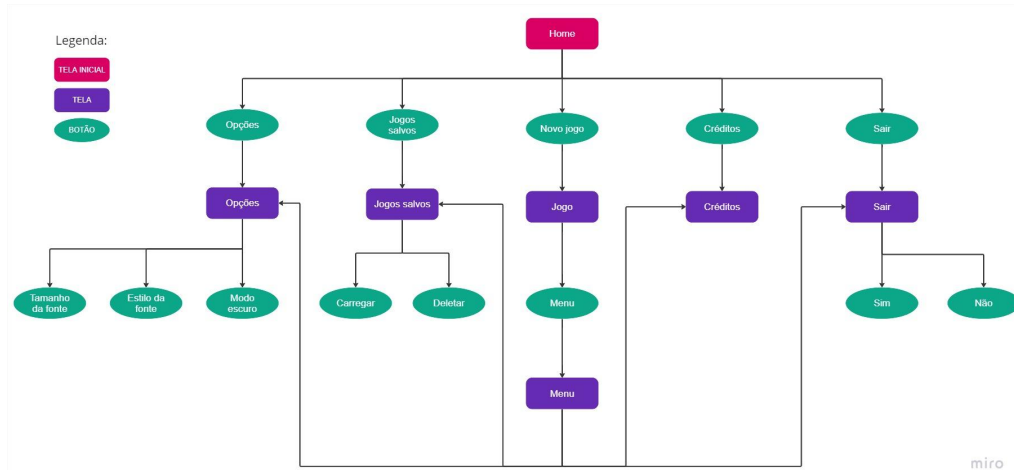 Legenda:
TELA INICIAL
TELA
BOTÃO
Home
Opções
Jogos
salvos
Novo jogo
Créditos
Sair
Opções
Jogos salvos
Jogo
Créditos
Sair
Tamanho
da fonte
Estilo da
fonte
Modo
escuro
Carregar
Deletar
Menu
Sim
Não
Menu
miro